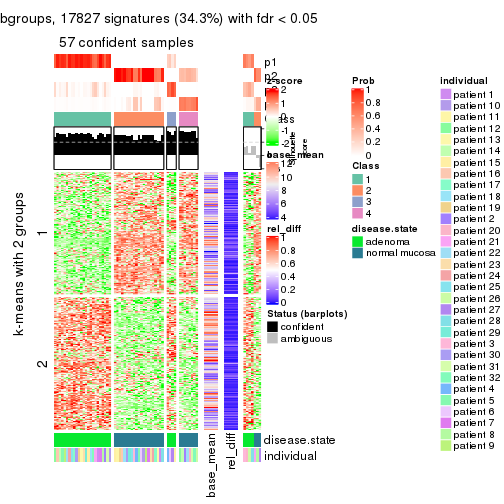 bgroups, 17827 signatures (34.3%) with fdr < 0.05
57 confident samples
p1
p2
z-score
2
1
0
-1
-2
base_mean
12
10
8
6
4
rel_diff
1
0.8
0.6
0.4
0.2
0
Status (barplots)
confident
ambiguous
Prob
1
0.8
0.6
0.4
0.2
0
Class
1
2
3
4
disease.state
adenoma
normal mucosa
individual
patient 1
patient 10
patient 11
patient 12
patient 13
patient 14
patient 15
patient 16
patient 17
patient 18
patient 19
patient 2
patient 20
patient 21
patient 22
patient 23
patient 24
patient 25
patient 26
patient 27
patient 28
patient 29
patient 3
patient 30
patient 31
patient 32
patient 4
patient 5
patient 6
patient 7
patient 8
patient 9
k-means with 2 groups
1
2
disease.state
individual
base_mean
rel_diff
score